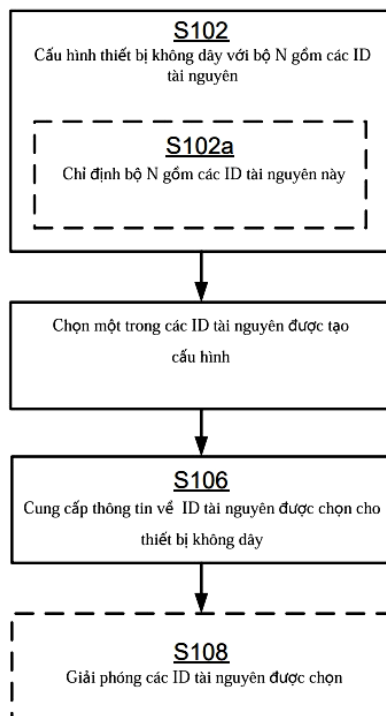 S102
Cấu hình thiết bị không dây với bộ N gồm các ID
tài nguyên
S102a
Chỉ định bộ N gồm các ID tài nguyên này
Chọn một trong các ID tài nguyên được tạo
cấu hình
S106
Cung cấp thông tin về ID tài nguyên được chọn cho
thiết bị không dây
S108
Giải phóng các ID tài nguyên được chọn